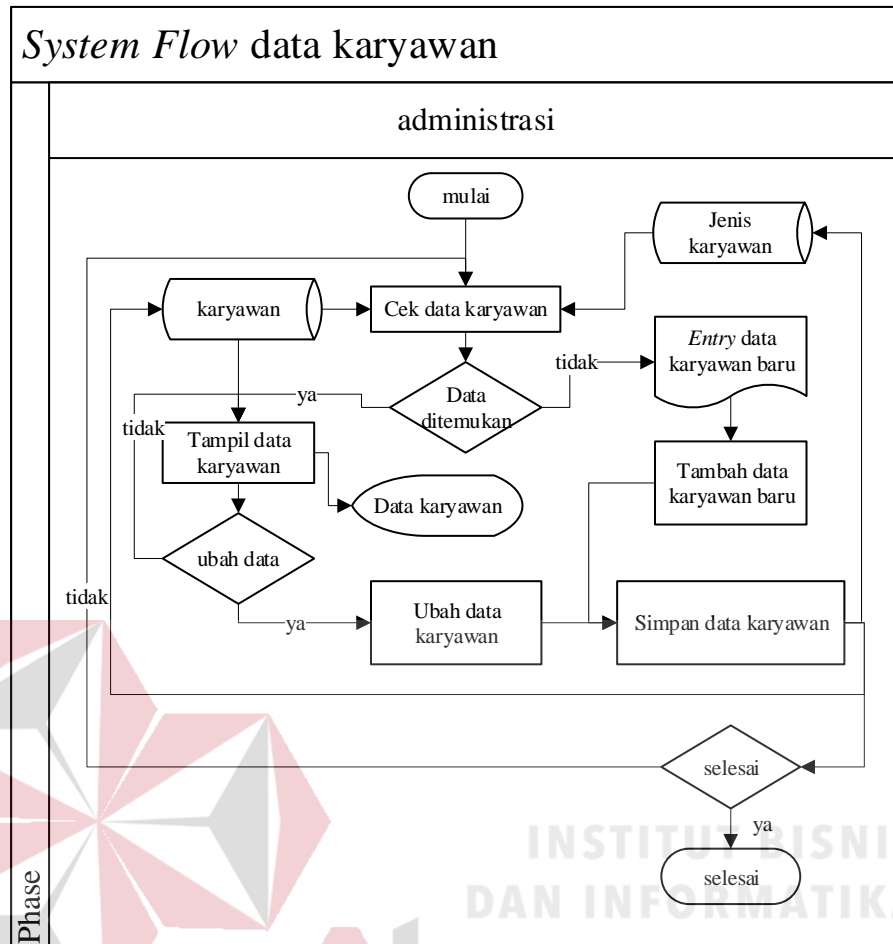 System Flow data karyawan
administrasi
mulai
Jenis
karyawan
karyawan
Cek data karyawan
Entry data
karyawan baru
tidak
ya
Data
ditemukan
tidak
Tampil data
karyawan
Tambah data
karyawan baru
Data karyawan
ubah data
tidak
ya
Ubah data
karyawan
Simpan data karyawan
selesai
ya
selesai
Phase
INSTITUT BISNI
DAN INFORMATIKA